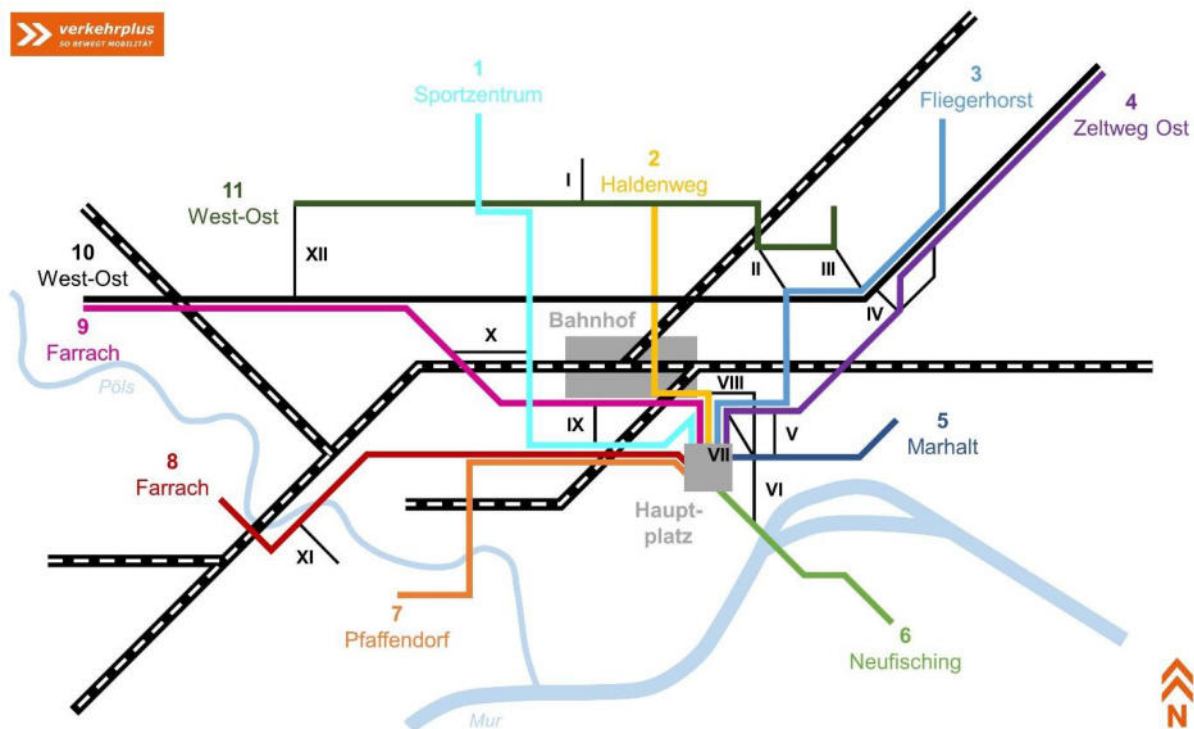 verkehrplus
SO BEWEGT MOBILITÄT
1
Sportzentrum
3
Fliegerhorst
4
Zeltweg Ost
2
Haldenweg
I
11
West-Ost
XII
II
III
10
West-Ost
IV
9
Farrach
Bahnhof
X
Pöls
VIII
IX
V
5
Marhalt
VII
8
Farrach
VI
Haupt-
platz
XI
7
Pfaffendorf
6
Neufisching
Mur
N